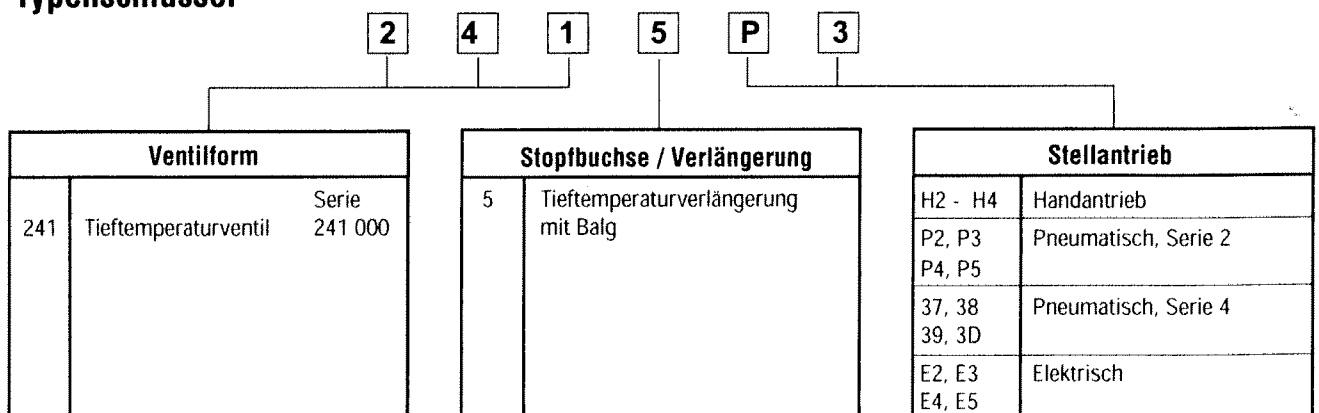 Typenschlüssel
2 4 1 5 P 3
Ventilform
Serie
241 Tieftemperaturventil 241 000
Stopfbuchse / Verlängerung
5 Tieftemperaturverlängerung
mit Balg
Stellantrieb
H2 - H4 Handantrieb
P2, P3 Pneumatisch, Serie 2
P4, P5
37, 38 Pneumatisch, Serie 4
39, 3D
E2, E3 Elektrisch
E4, E5